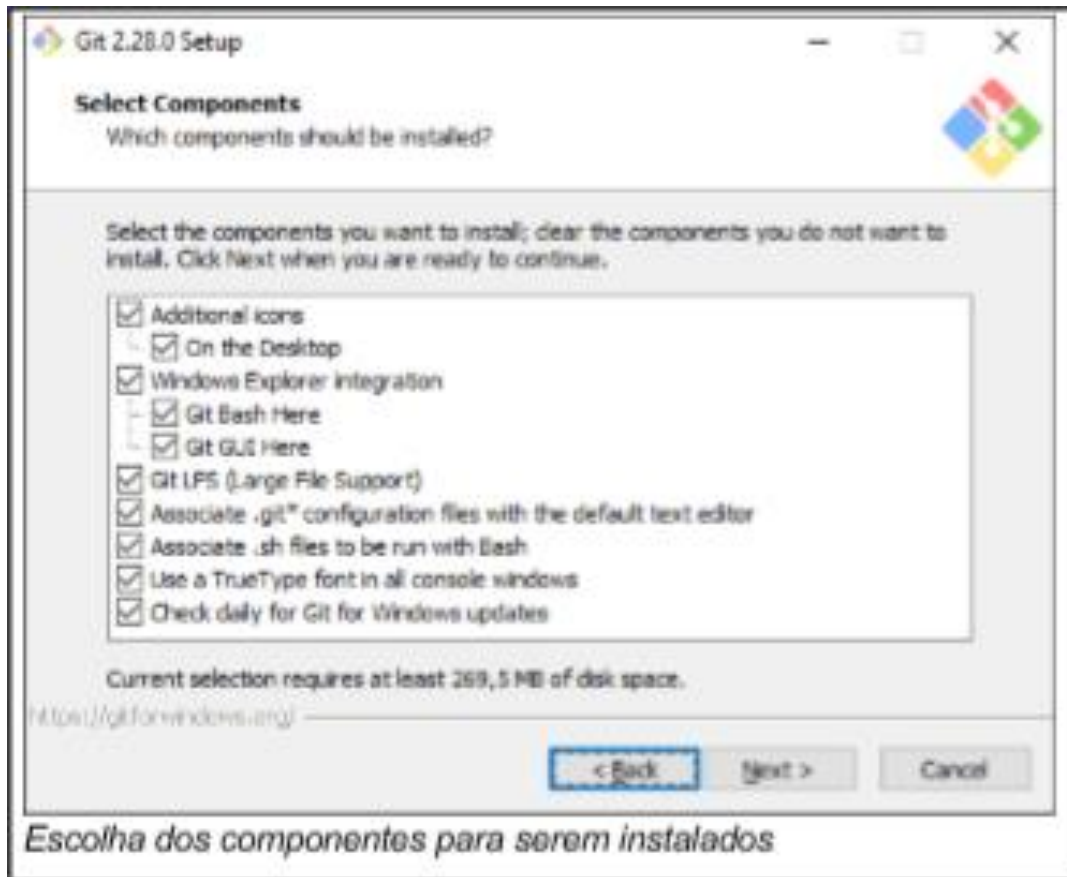 Git 2.28.0 Setup
Select Components
Which components should be installed?
Select the components you want to install; clear the components you do not want to
install. Click Next when you are ready to continue.
Additional icons
On the Desktop
Windows Explorer integration
Git Bash Here
Git GUI Here
Git LFS (Large File Support)
Associate .git* configuration files with the default text editor
Associate .sh files to be run with Bash
Use a TrueType font in all console windows
Check daily for Git for Windows updates
Current selection requires at least 269,5 MB of disk space.
https://gitforwindows.org/
< Back
Next >
Cancel
Escolha dos componentes para serem instalados